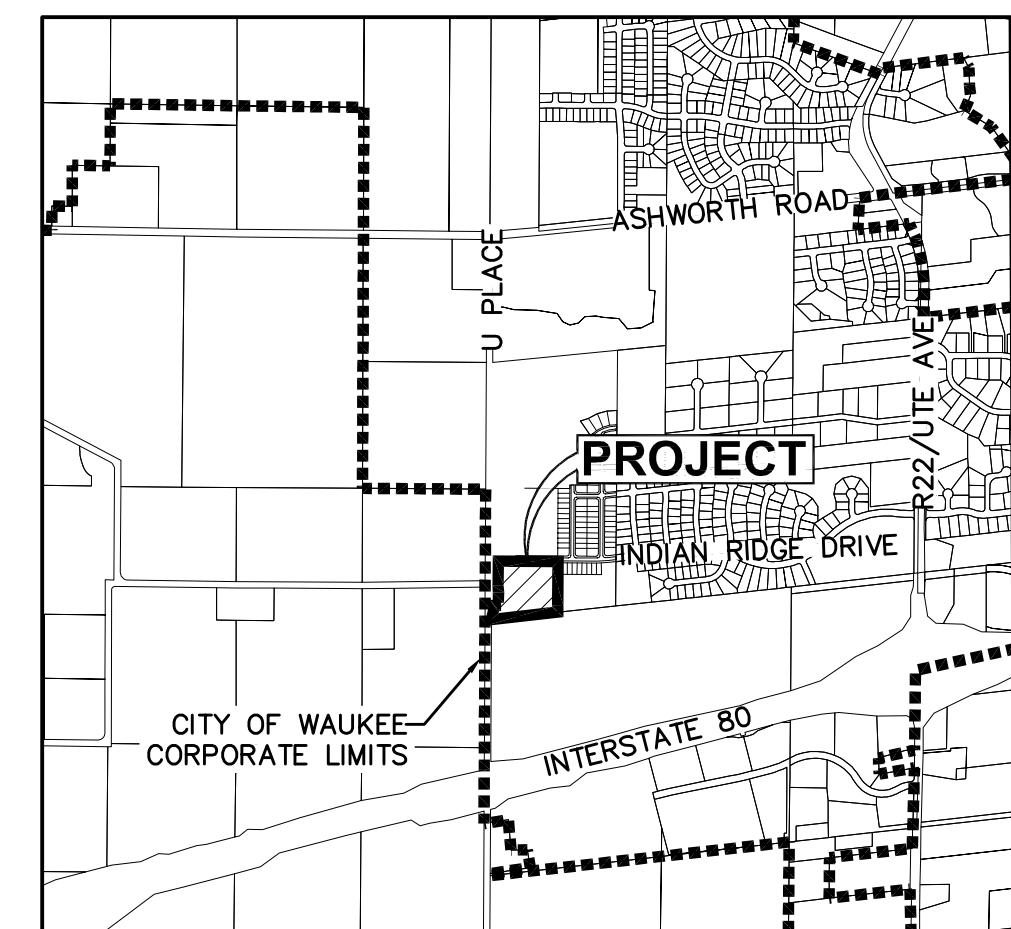 ASHWORTH ROAD
U PLACE
R22/UTE AVE
PROJECT
INDIAN RIDGE DRIVE
CITY OF WAUKEE
CORPORATE LIMITS
INTERSTATE 80